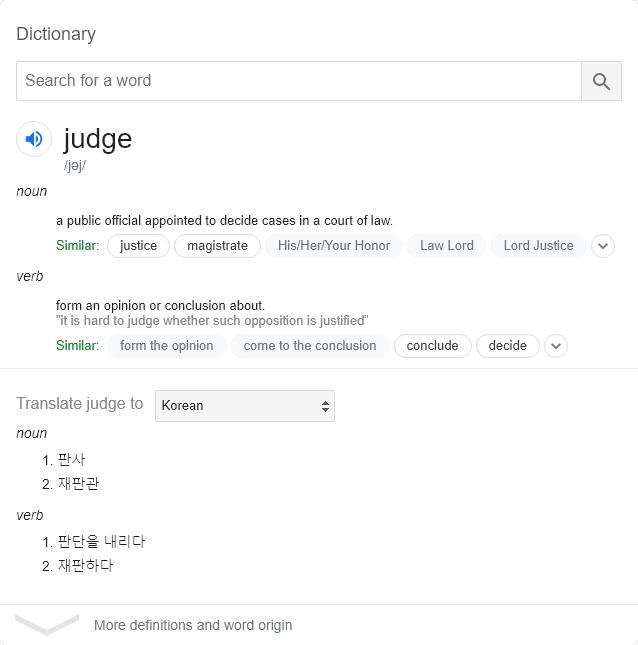 Dictionary
Search for a word
judge
/jəj/
noun
a public official appointed to decide cases in a court of law.
Similar: justice magistrate His/Her/Your Honor Law Lord Lord Justice
verb
form an opinion or conclusion about.
"it is hard to judge whether such opposition is justified"
Similar: form the opinion come to the conclusion conclude decide
Translate judge to Korean
noun
1. 판사
2. 재판관
verb
1. 판단을 내리다
2. 재판하다
More definitions and word origin